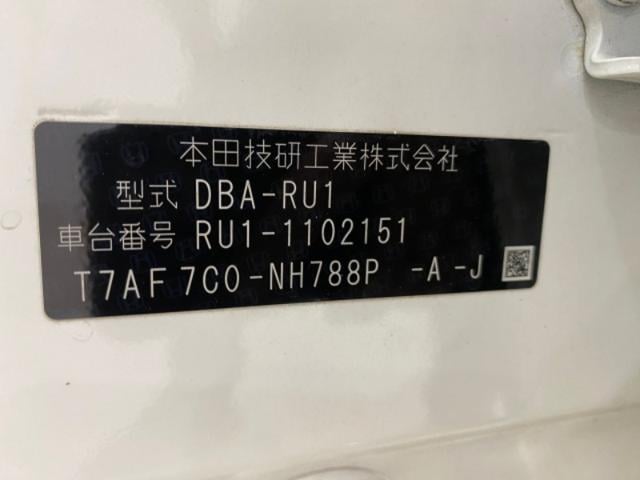 本田技研工業株式会社
型式 DBA-RU1
車台番号 RU1-1102151
T7AF7C0-NH788P -A-J